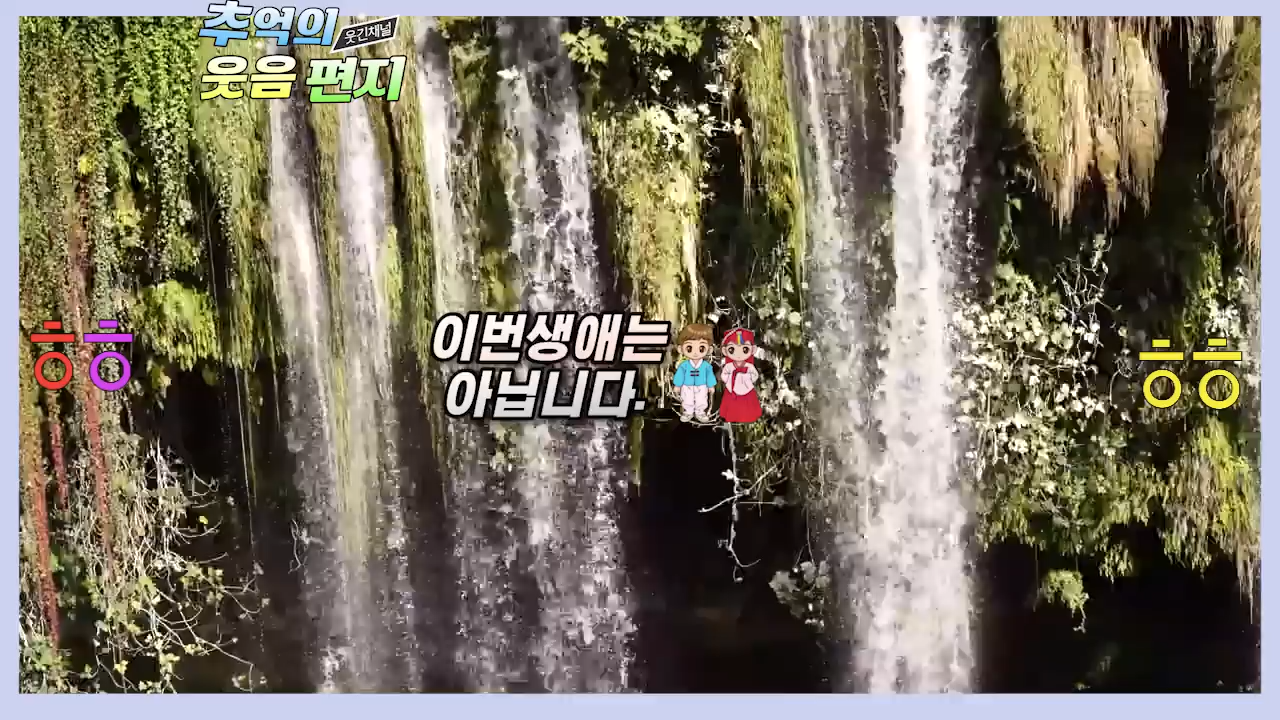 추억의 웃긴채널
웃음 편지
이번생애는
아닙니다.
ㅎㅎ
ㅎㅎ